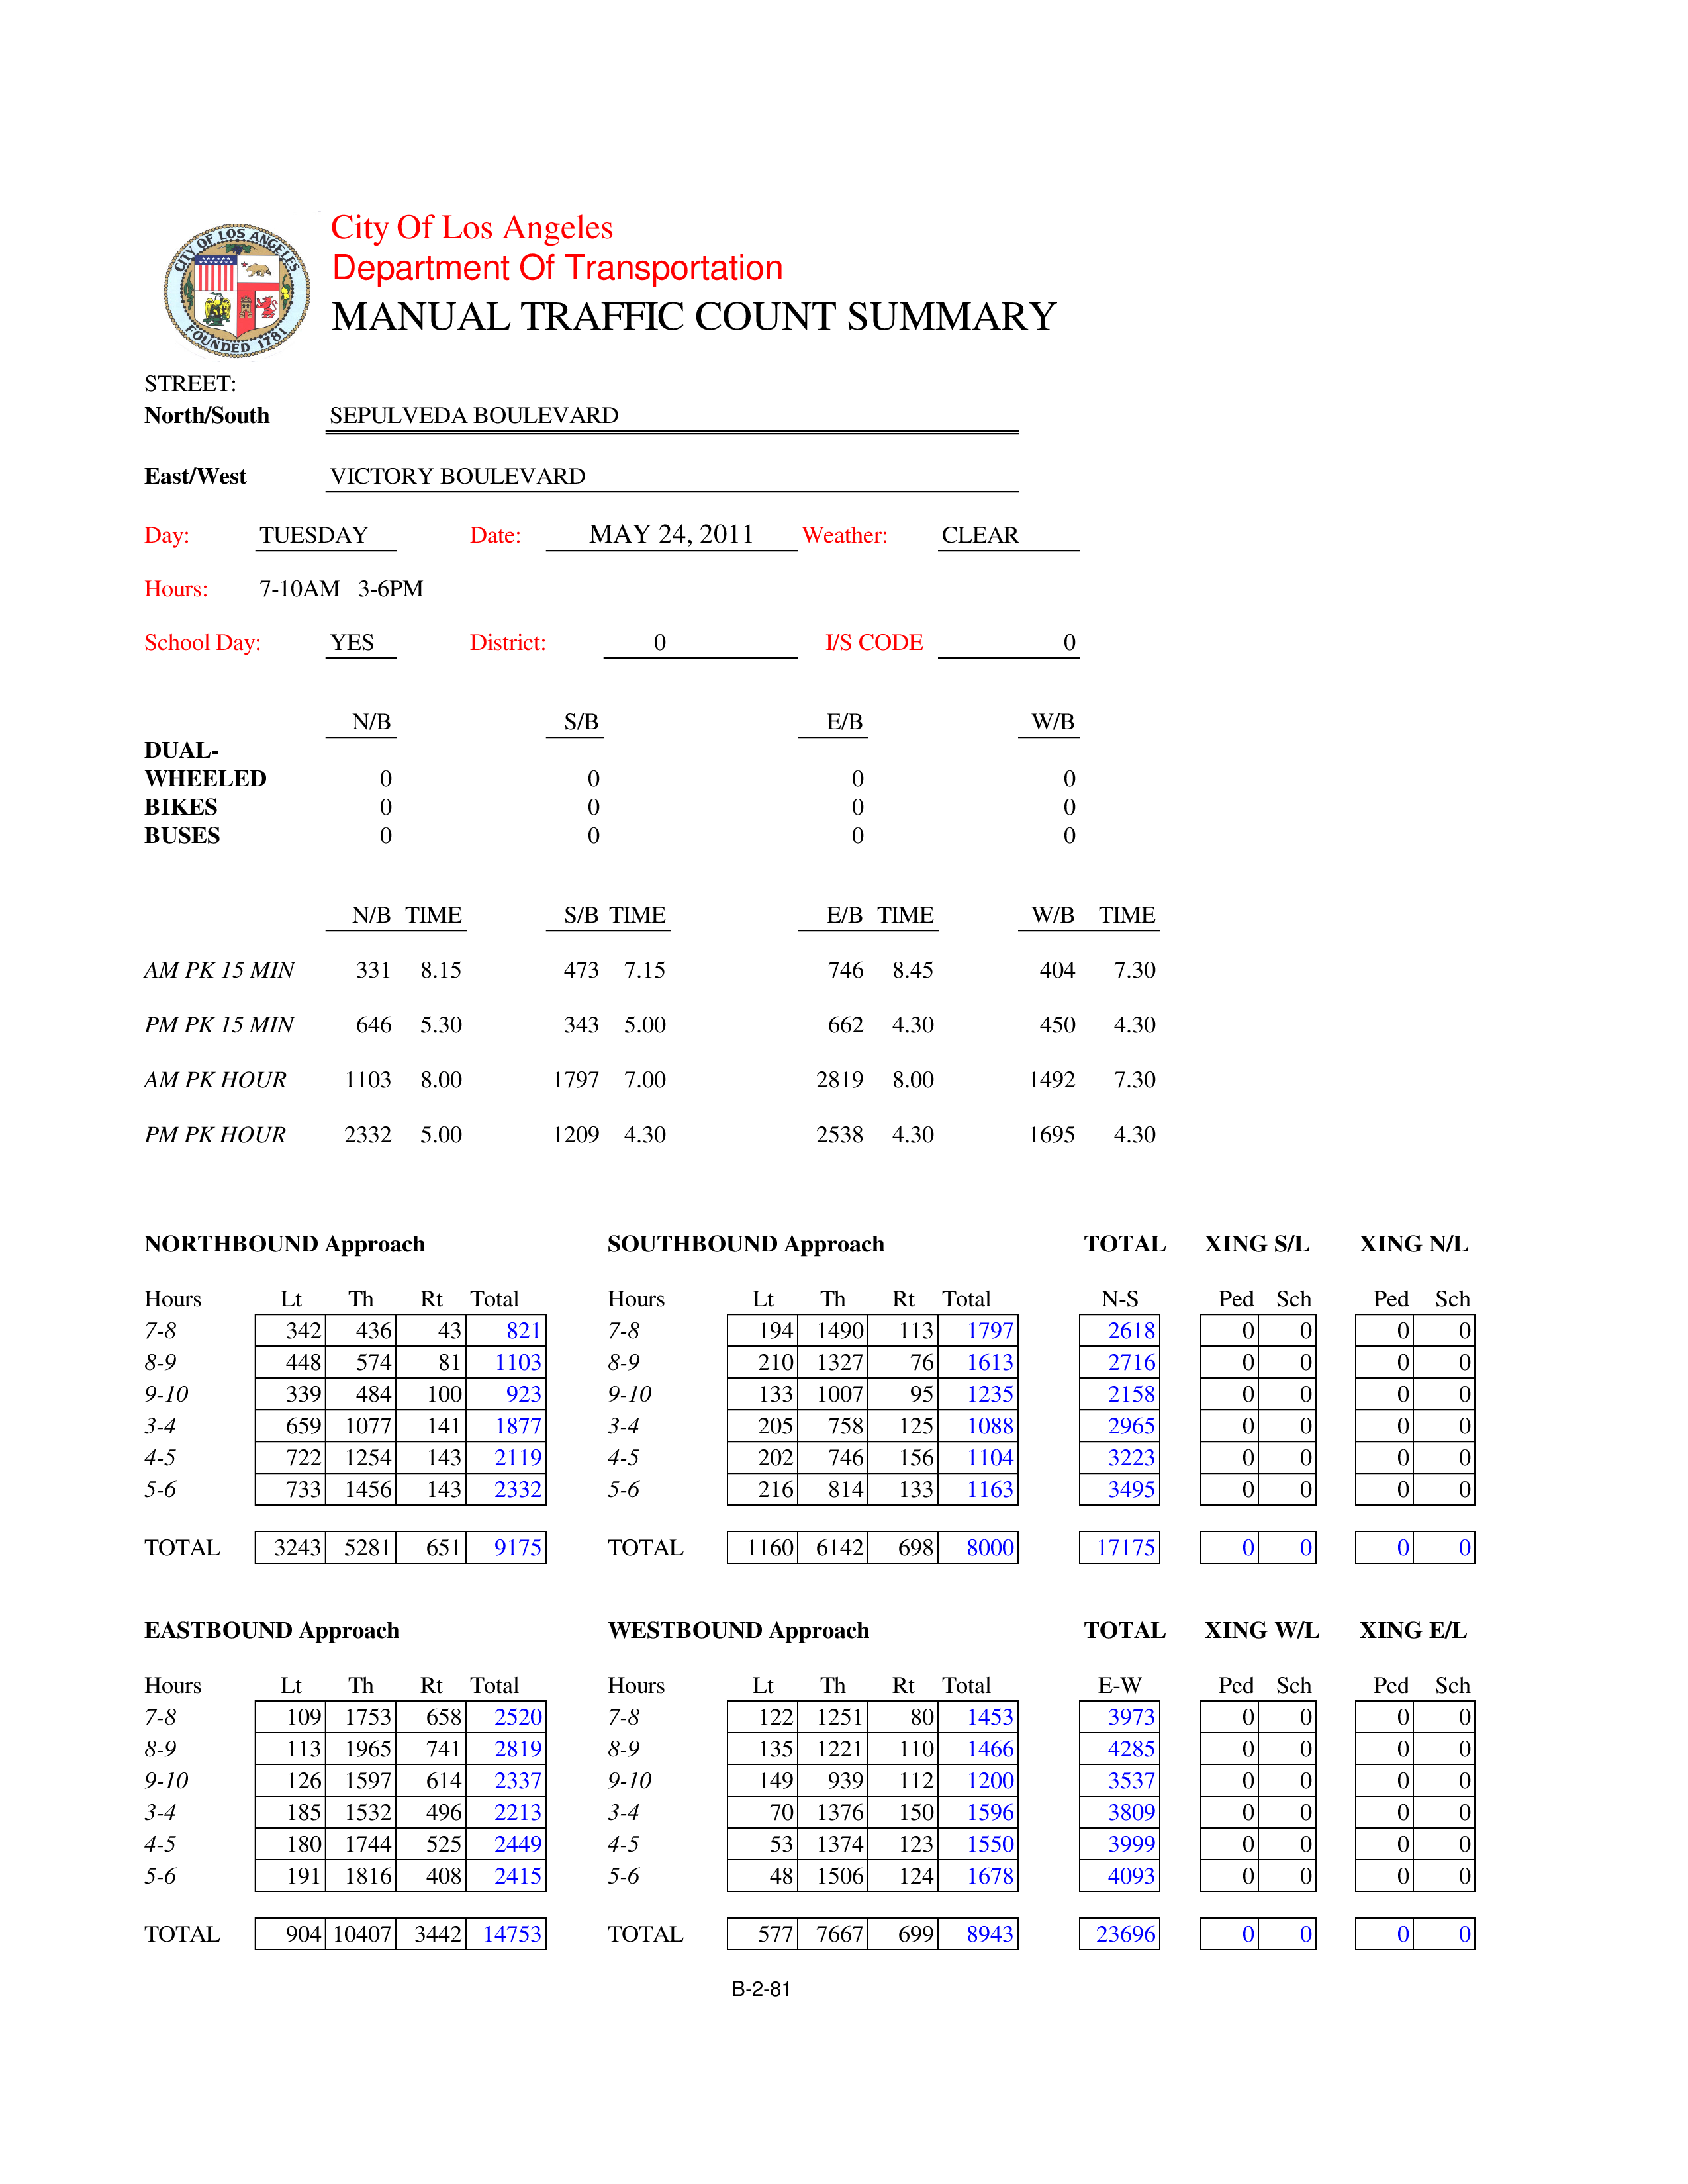 CITY OF LOS ANGELES
FOUNDED 1781
City Of Los Angeles
Department Of Transportation
MANUAL TRAFFIC COUNT SUMMARY
STREET:
North/South SEPULVEDA BOULEVARD
East/West VICTORY BOULEVARD
Day: TUESDAY Date: MAY 24, 2011 Weather: CLEAR
Hours: 7-10AM 3-6PM
School Day: YES District: 0 I/S CODE 0
N/B S/B E/B W/B
DUAL-
WHEELED 0 0 0 0
BIKES 0 0 0 0
BUSES 0 0 0 0
N/B TIME S/B TIME E/B TIME W/B TIME
AM PK 15 MIN 331 8.15 473 7.15 746 8.45 404 7.30
PM PK 15 MIN 646 5.30 343 5.00 662 4.30 450 4.30
AM PK HOUR 1103 8.00 1797 7.00 2819 8.00 1492 7.30
PM PK HOUR 2332 5.00 1209 4.30 2538 4.30 1695 4.30
NORTHBOUND Approach SOUTHBOUND Approach TOTAL XING S/L XING N/L
Hours Lt Th Rt Total Hours Lt Th Rt Total N-S Ped Sch Ped Sch
7-8 342 436 43 821 7-8 194 1490 113 1797 2618 0 0 0 0
8-9 448 574 81 1103 8-9 210 1327 76 1613 2716 0 0 0 0
9-10 339 484 100 923 9-10 133 1007 95 1235 2158 0 0 0 0
3-4 659 1077 141 1877 3-4 205 758 125 1088 2965 0 0 0 0
4-5 722 1254 143 2119 4-5 202 746 156 1104 3223 0 0 0 0
5-6 733 1456 143 2332 5-6 216 814 133 1163 3495 0 0 0 0
TOTAL 3243 5281 651 9175 TOTAL 1160 6142 698 8000 17175 0 0 0 0
EASTBOUND Approach WESTBOUND Approach TOTAL XING W/L XING E/L
Hours Lt Th Rt Total Hours Lt Th Rt Total E-W Ped Sch Ped Sch
7-8 109 1753 658 2520 7-8 122 1251 80 1453 3973 0 0 0 0
8-9 113 1965 741 2819 8-9 135 1221 110 1466 4285 0 0 0 0
9-10 126 1597 614 2337 9-10 149 939 112 1200 3537 0 0 0 0
3-4 185 1532 496 2213 3-4 70 1376 150 1596 3809 0 0 0 0
4-5 180 1744 525 2449 4-5 53 1374 123 1550 3999 0 0 0 0
5-6 191 1816 408 2415 5-6 48 1506 124 1678 4093 0 0 0 0
TOTAL 904 10407 3442 14753 TOTAL 577 7667 699 8943 23696 0 0 0 0
B-2-81